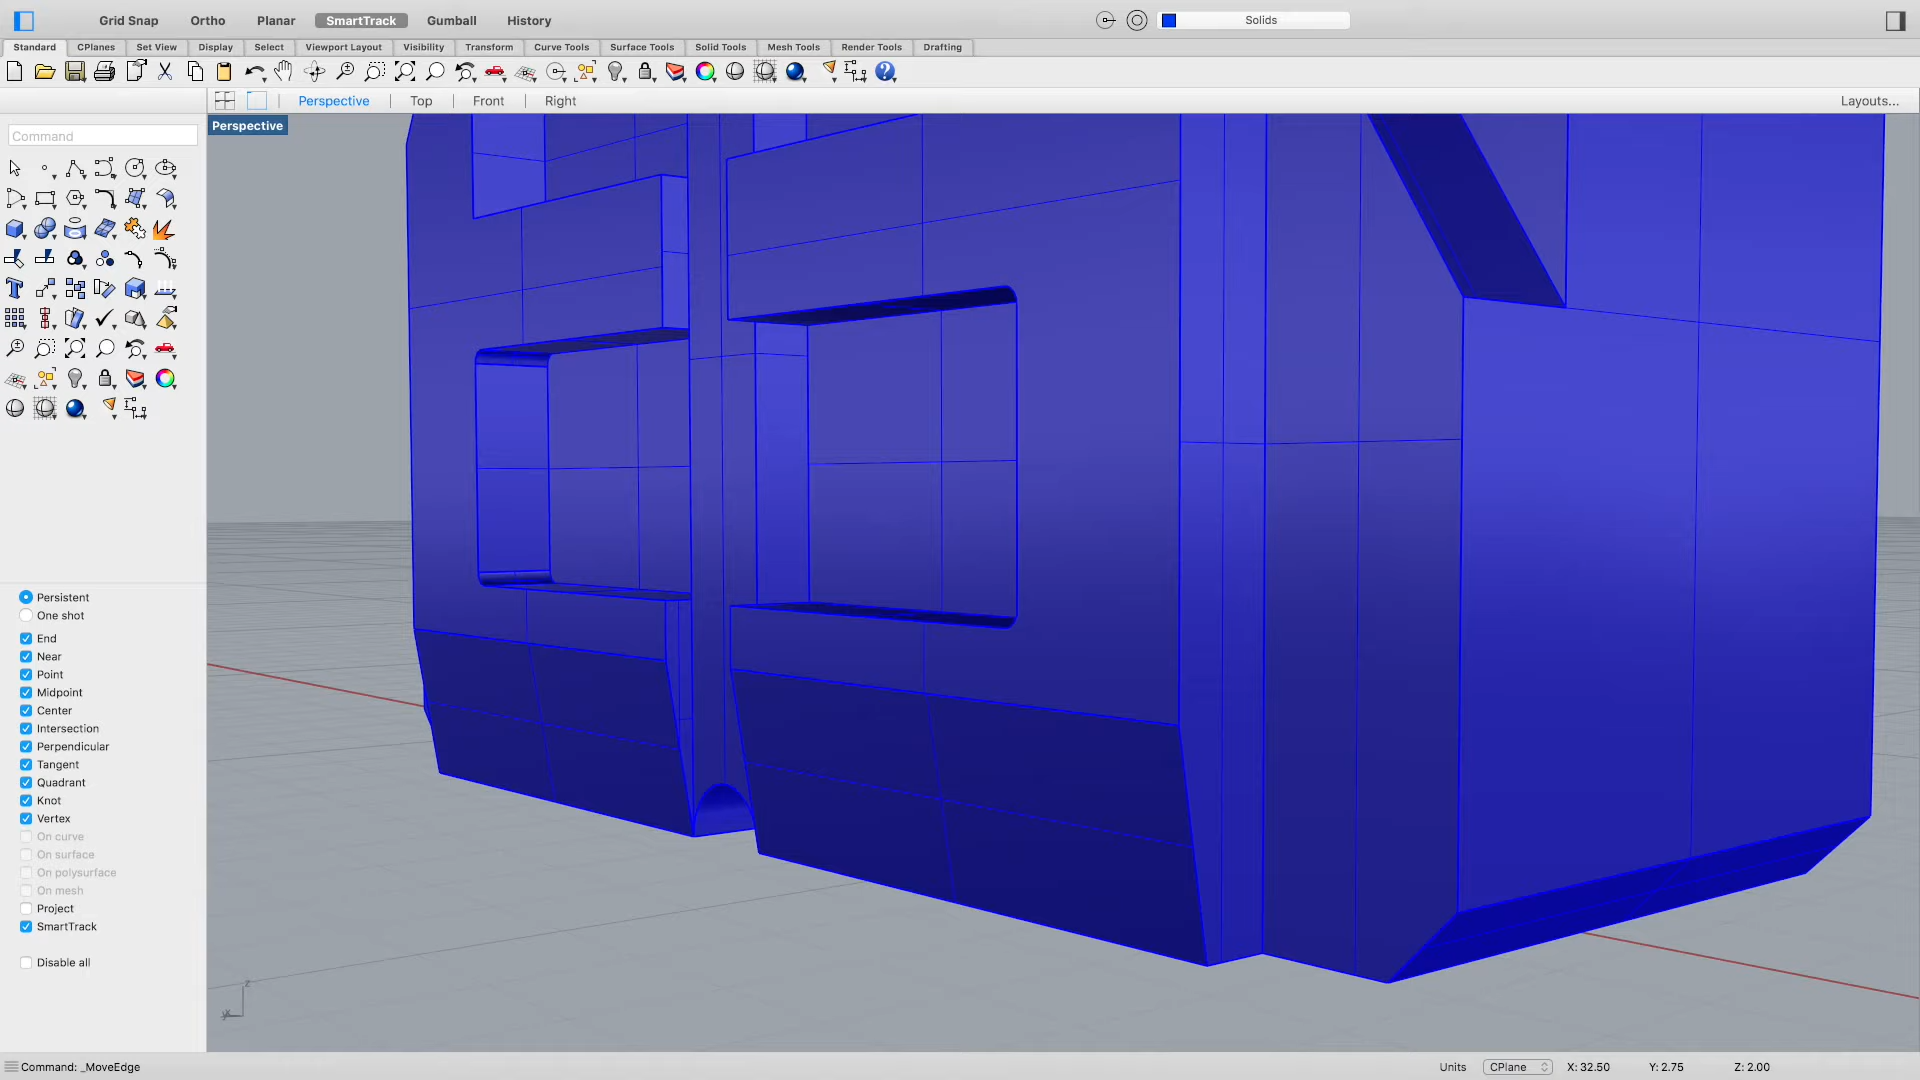 Grid Snap Ortho Planar SmartTrack Gumball History Solids
Standard CPlanes Set View Display Select Viewport Layout Visibility Transform Curve Tools Surface Tools Solid Tools Mesh Tools Render Tools Drafting
Perspective Top Front Right Layouts...
Perspective
Command
Persistent
One shot
End
Near
Point
Midpoint
Center
Intersection
Perpendicular
Tangent
Quadrant
Knot
Vertex
On curve
On surface
On polysurface
On mesh
Project
SmartTrack
Disable all
z
Command: _MoveEdge Units CPlane X: 32.50 Y: 2.75 Z: 2.00